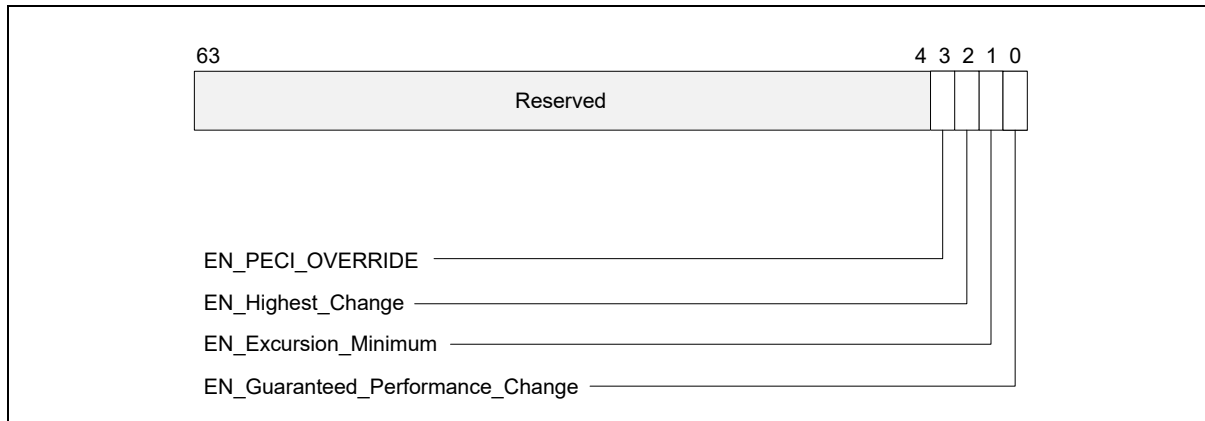 63 4 3 2 1 0
Reserved
EN_PECI_OVERRIDE
EN_Highest_Change
EN_Excursion_Minimum
EN_Guaranteed_Performance_Change